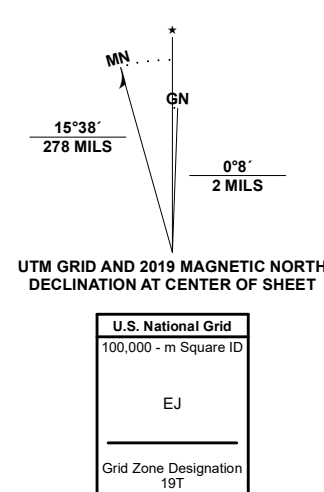 ★
MN
GN
15°38´
278 MILS
0°8´
2 MILS
UTM GRID AND 2019 MAGNETIC NORTH
DECLINATION AT CENTER OF SHEET
U.S. National Grid
100,000 - m Square ID
EJ
Grid Zone Designation
19T